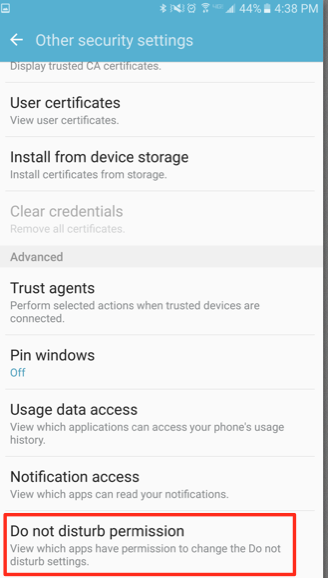 44% 4:38 PM
Other security settings
Display trusted CA certificates.
User certificates
View user certificates.
Install from device storage
Install certificates from storage.
Clear credentials
Remove all certificates.
Advanced
Trust agents
Perform selected actions when trusted devices are
connected.
Pin windows
Off
Usage data access
View which applications can access your phone's usage
history.
Notification access
View which apps can read your notifications.
Do not disturb permission
View which apps have permission to change the Do not
disturb settings.